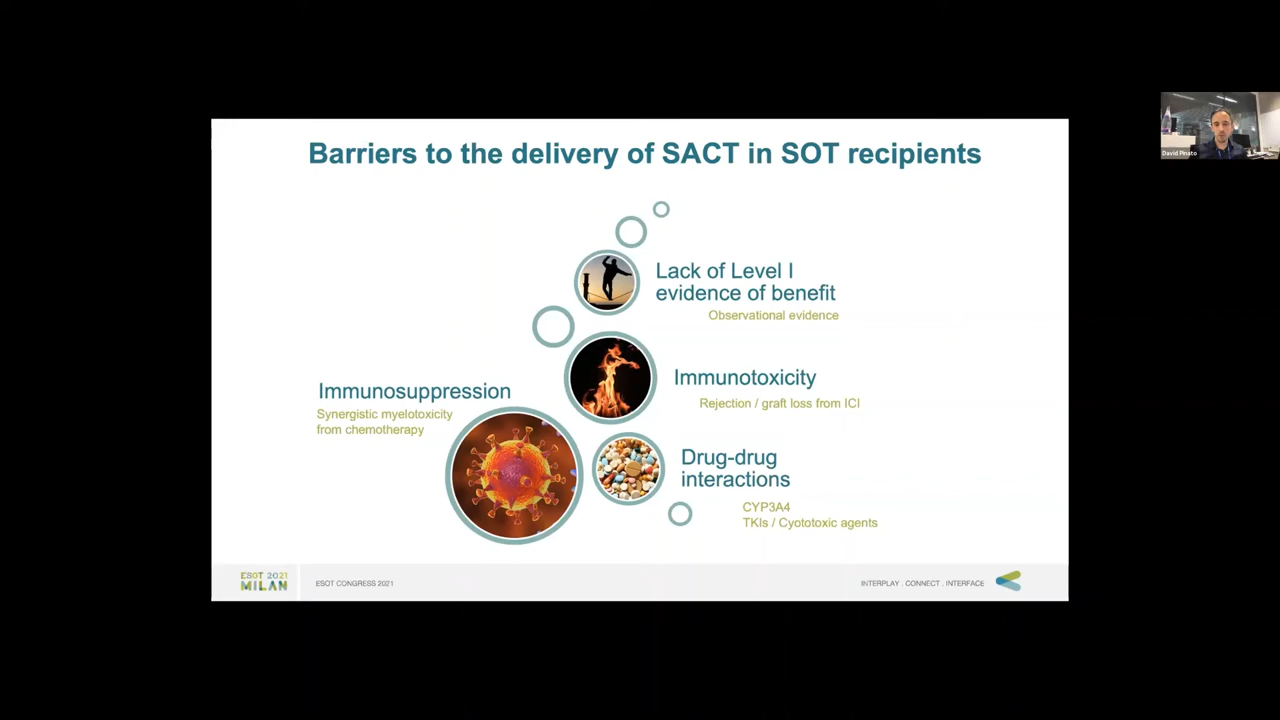 Barriers to the delivery of SACT in SOT recipients
Lack of Level I
evidence of benefit
Observational evidence
Immunotoxicity
Rejection / graft loss from ICI
Immunosuppression
Synergistic myelotoxicity
from chemotherapy
Drug-drug
interactions
CYP3A4
TKIs / Cyototoxic agents
ESOT 2021
MILAN
ESOT CONGRESS 2021
INTERPLAY . CONNECT . INTERFACE
David Pinato